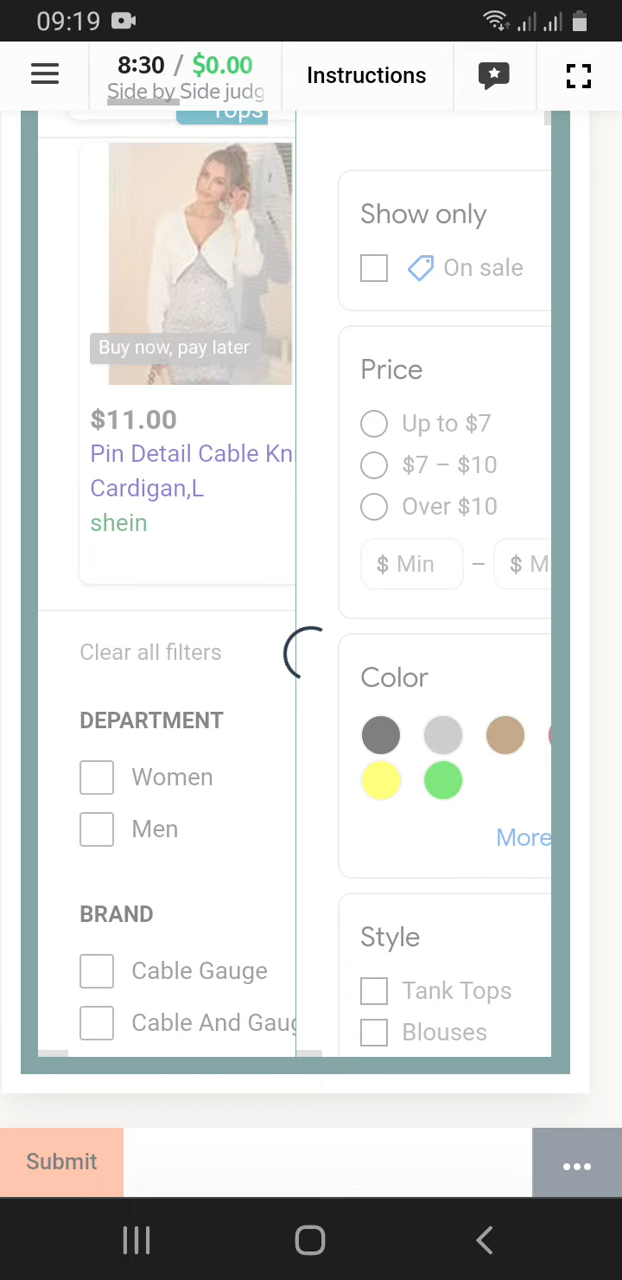 09:19
8:30 / $0.00
Side by Side judg
Instructions
Tops
Buy now, pay later
$11.00
Pin Detail Cable Kni
Cardigan,L
shein
Clear all filters
DEPARTMENT
Women
Men
BRAND
Cable Gauge
Cable And Gaug
Show only
On sale
Price
Up to $7
$7 – $10
Over $10
$ Min – $ M
Color
More
Style
Tank Tops
Blouses
Submit